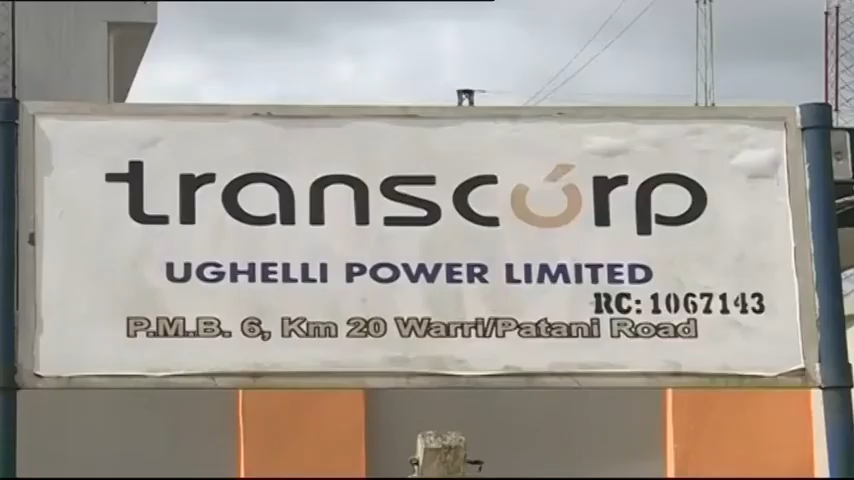 transcorp
UGHELLI POWER LIMITED
RC: 1067143
P.M.B. 6, Km 20 Warri/Patani Road